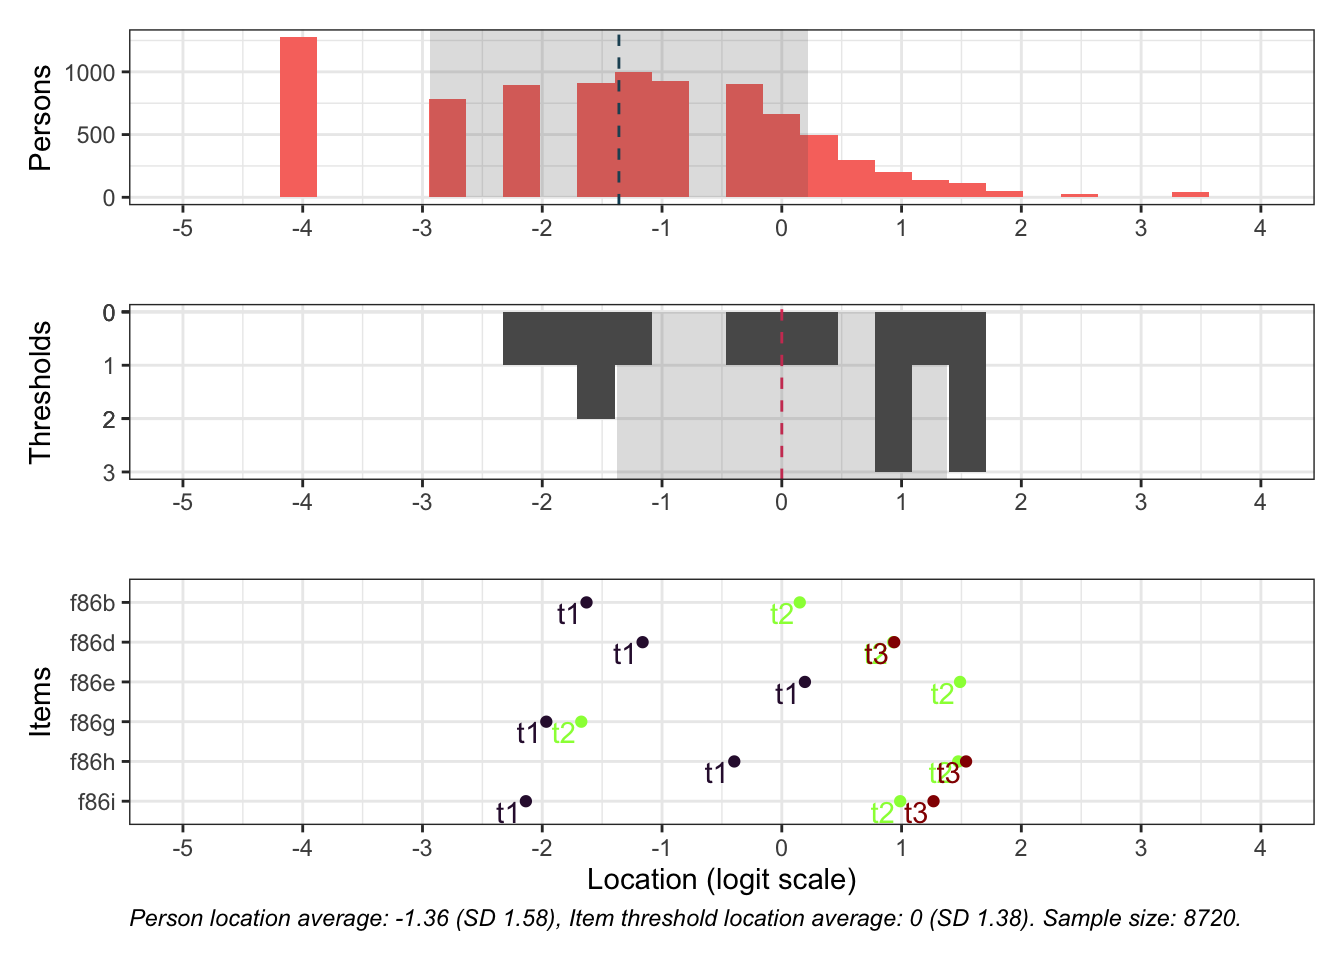 Persons
1000
500
0
-5 -4 -3 -2 -1 0 1 2 3 4
Thresholds
0
1
2
3
-5 -4 -3 -2 -1 0 1 2 3 4
Items
f86b t1 t2
f86d t1 t3
f86e t1 t2
f86g t1 t2
f86h t1 t2 t3
f86i t1 t2 t3
-5 -4 -3 -2 -1 0 1 2 3 4
Location (logit scale)
Person location average: -1.36 (SD 1.58), Item threshold location average: 0 (SD 1.38). Sample size: 8720.